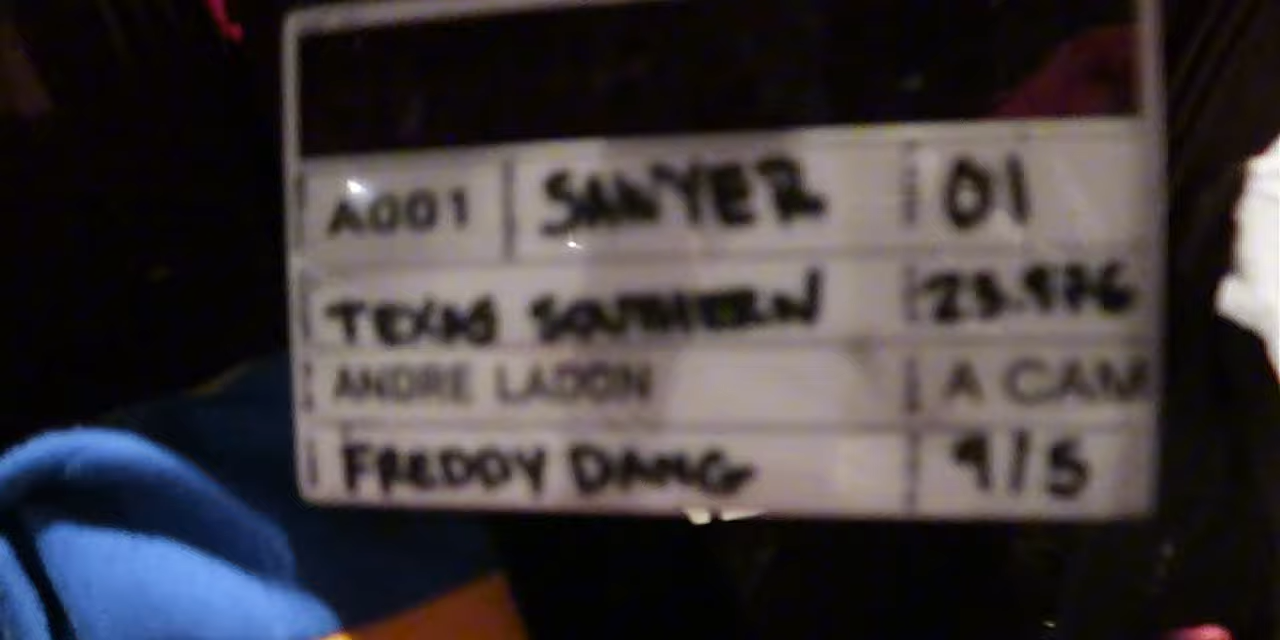 A001 SAWYER 01
TEXAS SOUTHERN 23.976
ANDRE LADON A CAM
FREDDY DANG 9/5